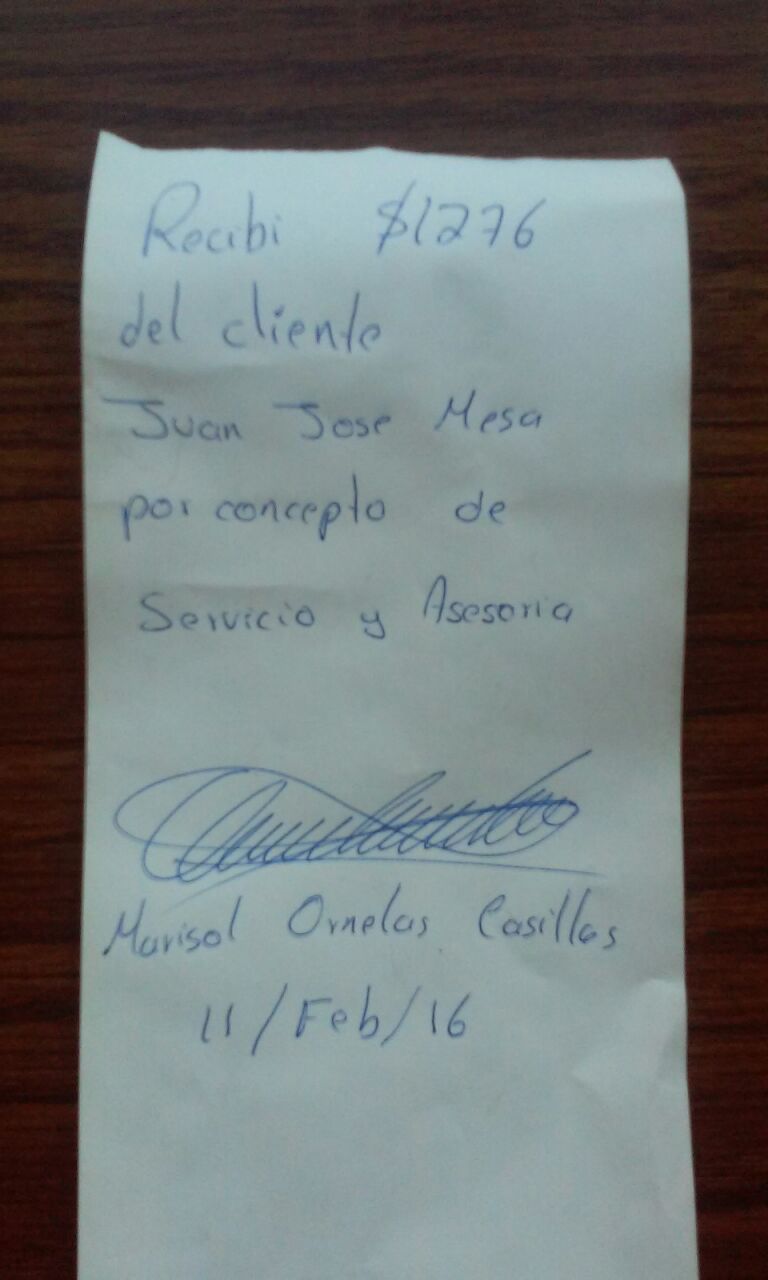 Recibi $1276
del cliente
Juan Jose Mesa
por concepto de
Servicio y Asesoria
Marisol Ornelas Casillas
11/Feb/16